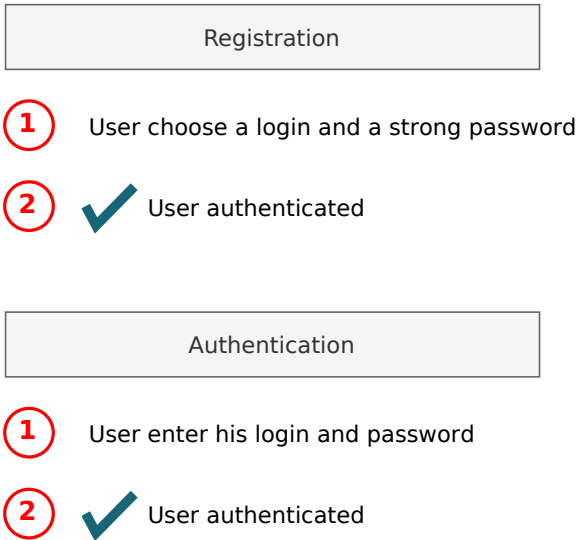 Registration
1 User choose a login and a strong password
2 User authenticated
Authentication
1 User enter his login and password
2 User authenticated